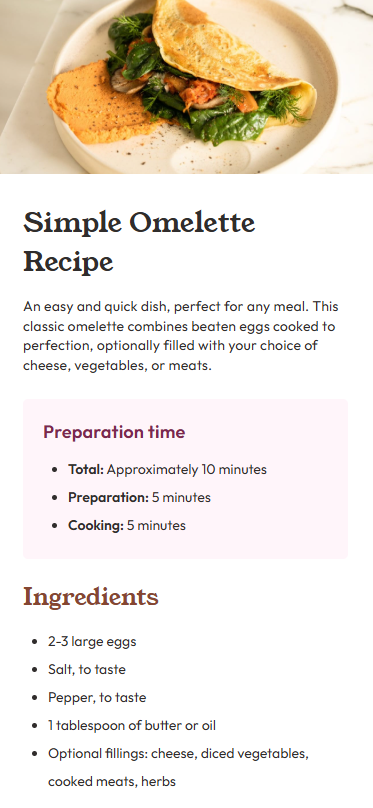 Simple Omelette
Recipe
An easy and quick dish, perfect for any meal. This
classic omelette combines beaten eggs cooked to
perfection, optionally filled with your choice of
cheese, vegetables, or meats.
Preparation time
Total: Approximately 10 minutes
Preparation: 5 minutes
Cooking: 5 minutes
Ingredients
2-3 large eggs
Salt, to taste
Pepper, to taste
1 tablespoon of butter or oil
Optional fillings: cheese, diced vegetables,
cooked meats, herbs